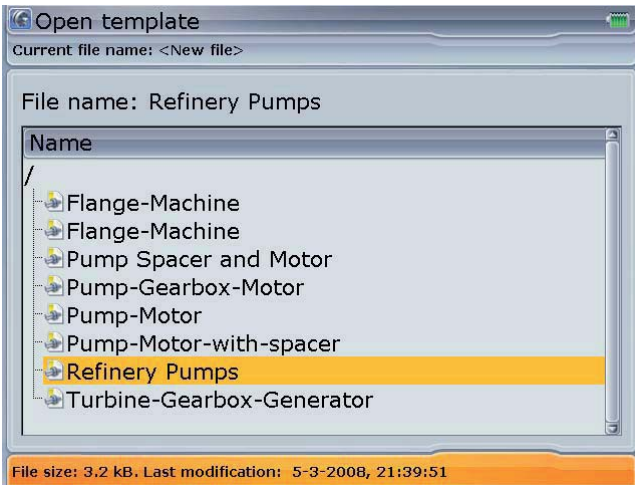 Open template
Current file name: <New file>
File name: Refinery Pumps
Name
/
Flange-Machine
Flange-Machine
Pump Spacer and Motor
Pump-Gearbox-Motor
Pump-Motor
Pump-Motor-with-spacer
Refinery Pumps
Turbine-Gearbox-Generator
File size: 3.2 kB. Last modification: 5-3-2008, 21:39:51